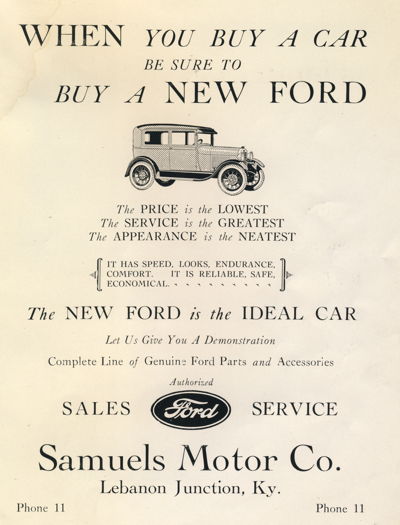 WHEN YOU BUY A CAR
BE SURE TO
BUY A NEW FORD
The PRICE is the LOWEST
The SERVICE is the GREATEST
The APPEARANCE is the NEATEST
IT HAS SPEED, LOOKS, ENDURANCE,
COMFORT. IT IS RELIABLE, SAFE,
ECONOMICAL . . . . . . . . .
The NEW FORD is the IDEAL CAR
Let Us Give You A Demonstration
Complete Line of Genuine Ford Parts and Accessories
Authorized
SALES Ford SERVICE
Samuels Motor Co.
Lebanon Junction, Ky.
Phone 11 Phone 11